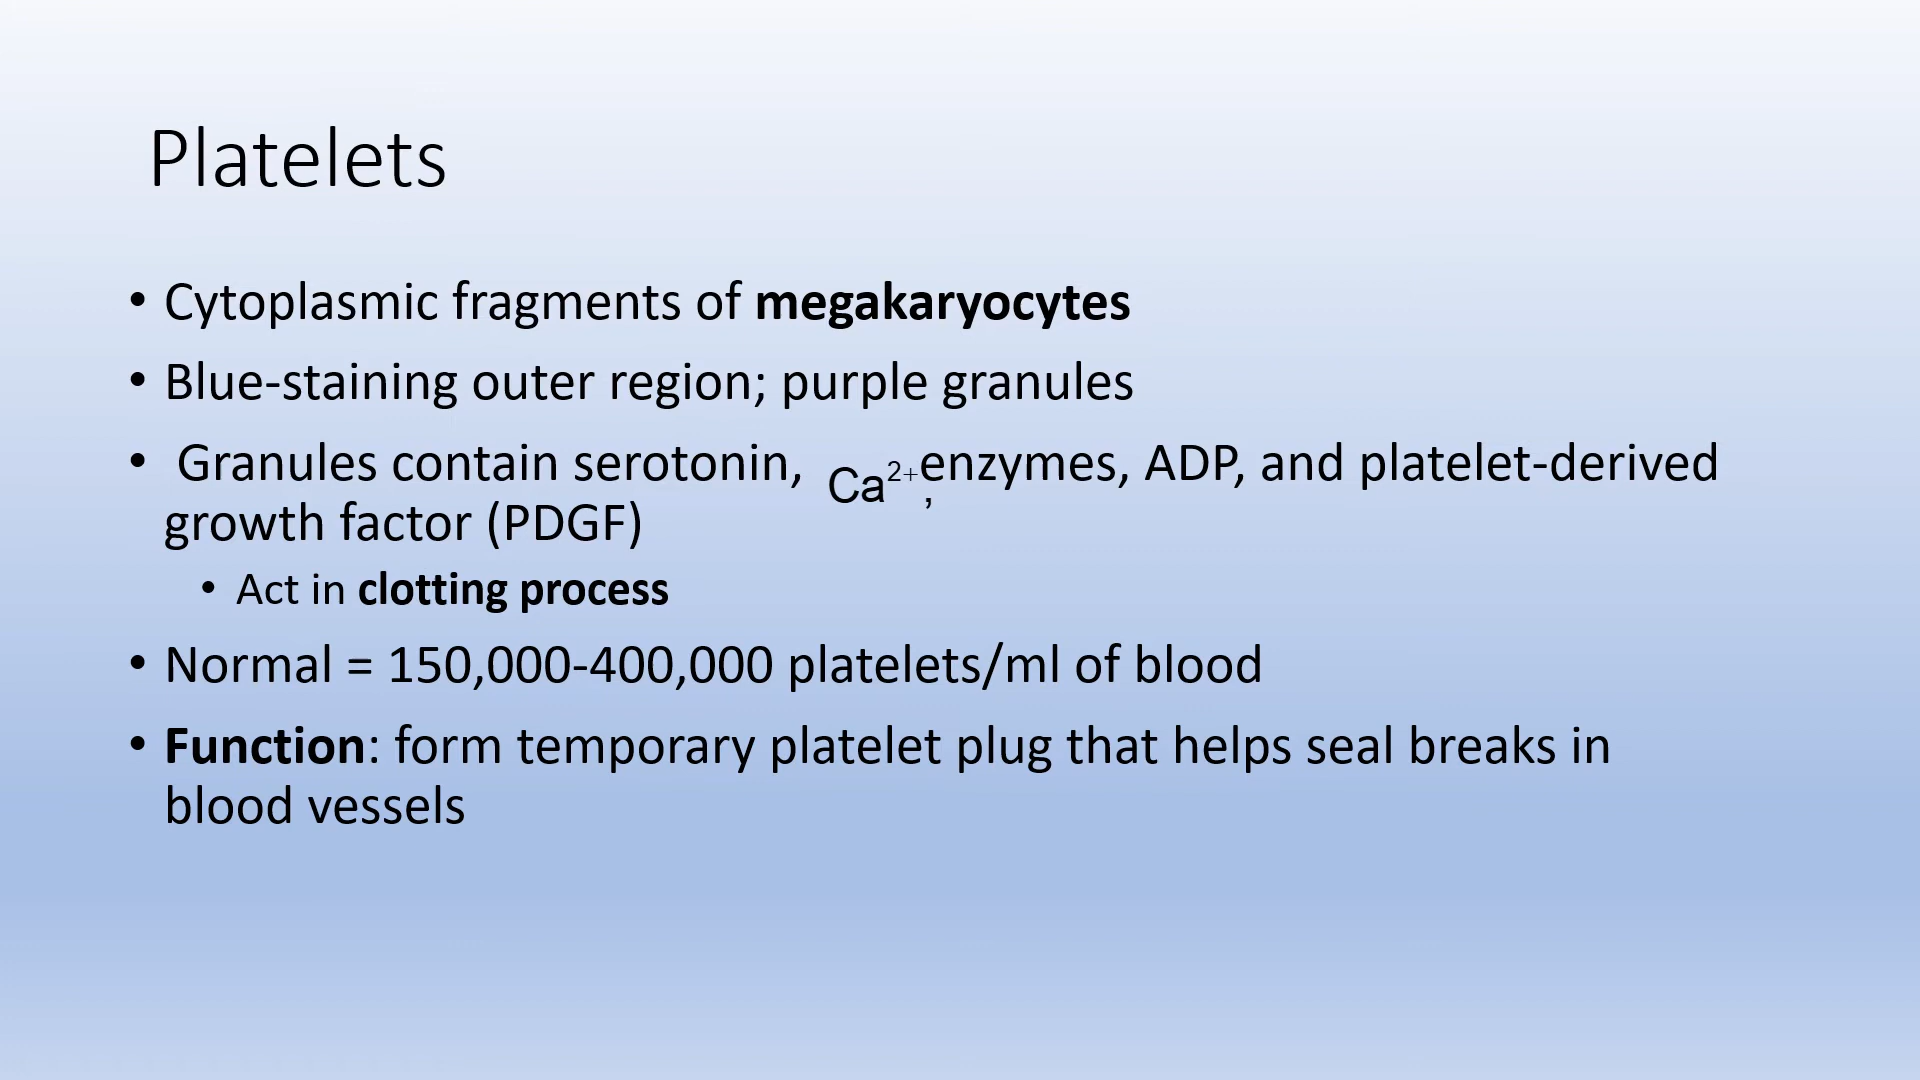 Platelets
• Cytoplasmic fragments of megakaryocytes
• Blue-staining outer region; purple granules
• Granules contain serotonin, Ca2+, enzymes, ADP, and platelet-derived
growth factor (PDGF)
• Act in clotting process
• Normal = 150,000-400,000 platelets/ml of blood
• Function: form temporary platelet plug that helps seal breaks in
blood vessels